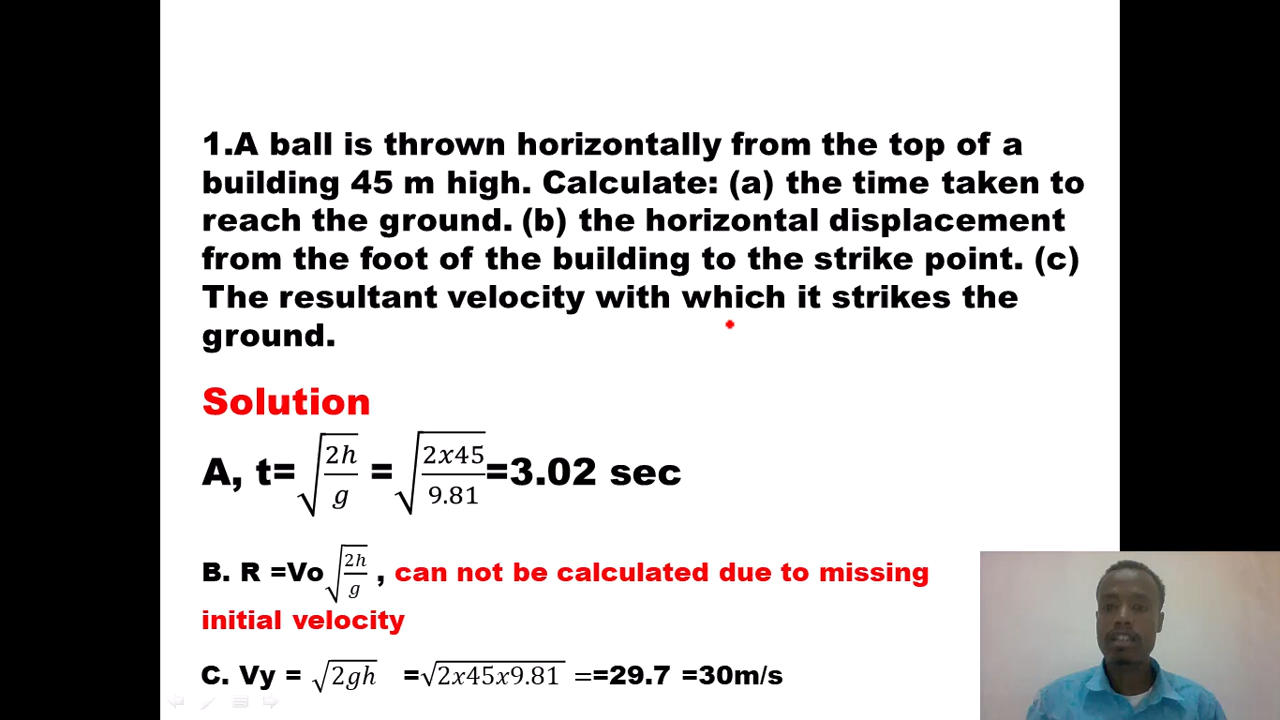 1.A ball is thrown horizontally from the top of a
building 45 m high. Calculate: (a) the time taken to
reach the ground. (b) the horizontal displacement
from the foot of the building to the strike point. (c)
The resultant velocity with which it strikes the
ground.
Solution
A, t=√(2h/g) =√(2x45/9.81)=3.02 sec
B. R =Vo√(2h/g) , can not be calculated due to missing
initial velocity
C. Vy = √2gh =√2x45x9.81 ==29.7 =30m/s